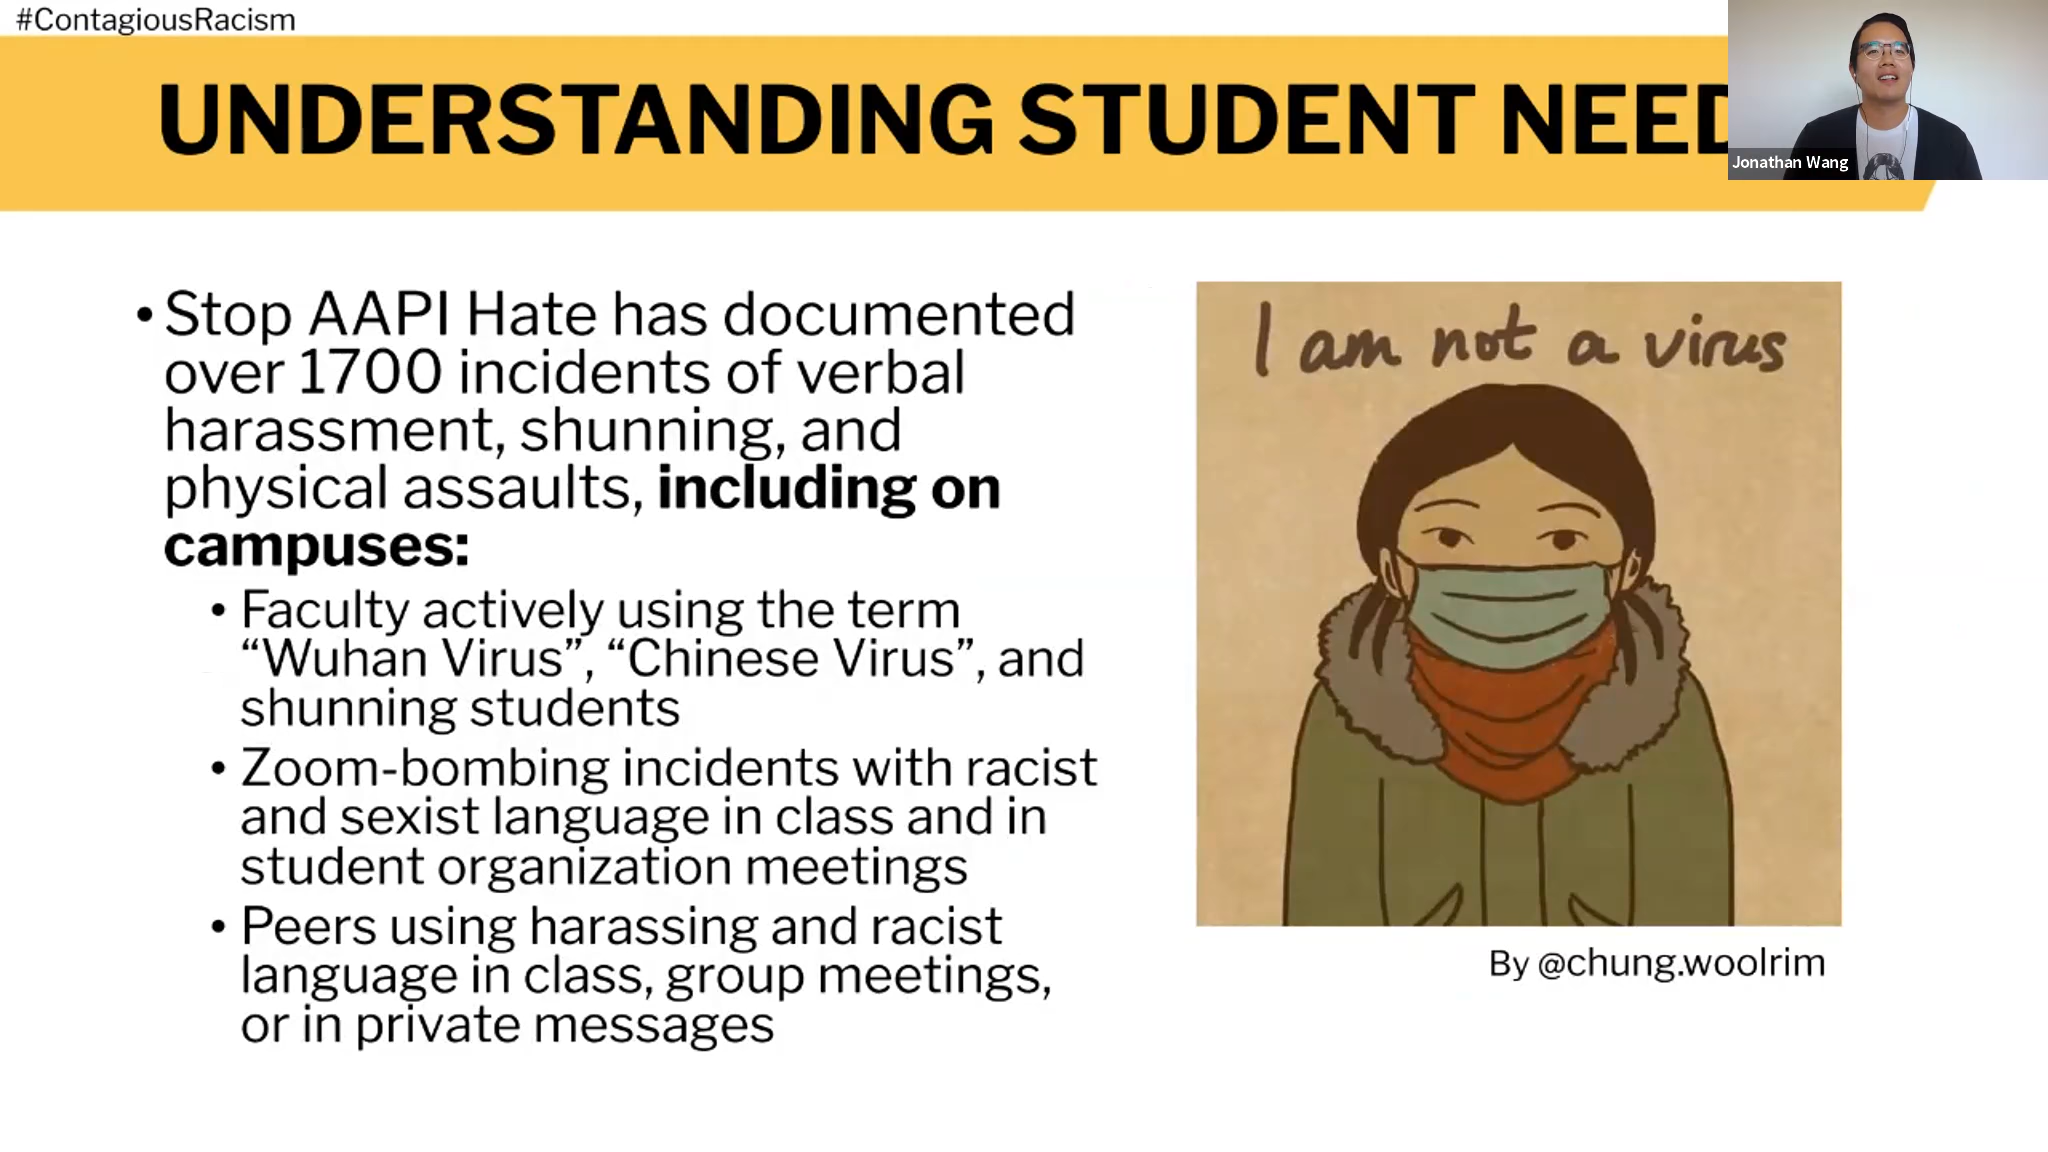 #ContagiousRacism
UNDERSTANDING STUDENT NEED
Jonathan Wang
• Stop AAPI Hate has documented
over 1700 incidents of verbal
harassment, shunning, and
physical assaults, including on
campuses:
• Faculty actively using the term
“Wuhan Virus”, “Chinese Virus”, and
shunning students
• Zoom-bombing incidents with racist
and sexist language in class and in
student organization meetings
• Peers using harassing and racist
language in class, group meetings,
or in private messages
I am not a virus
By @chung.woolrim